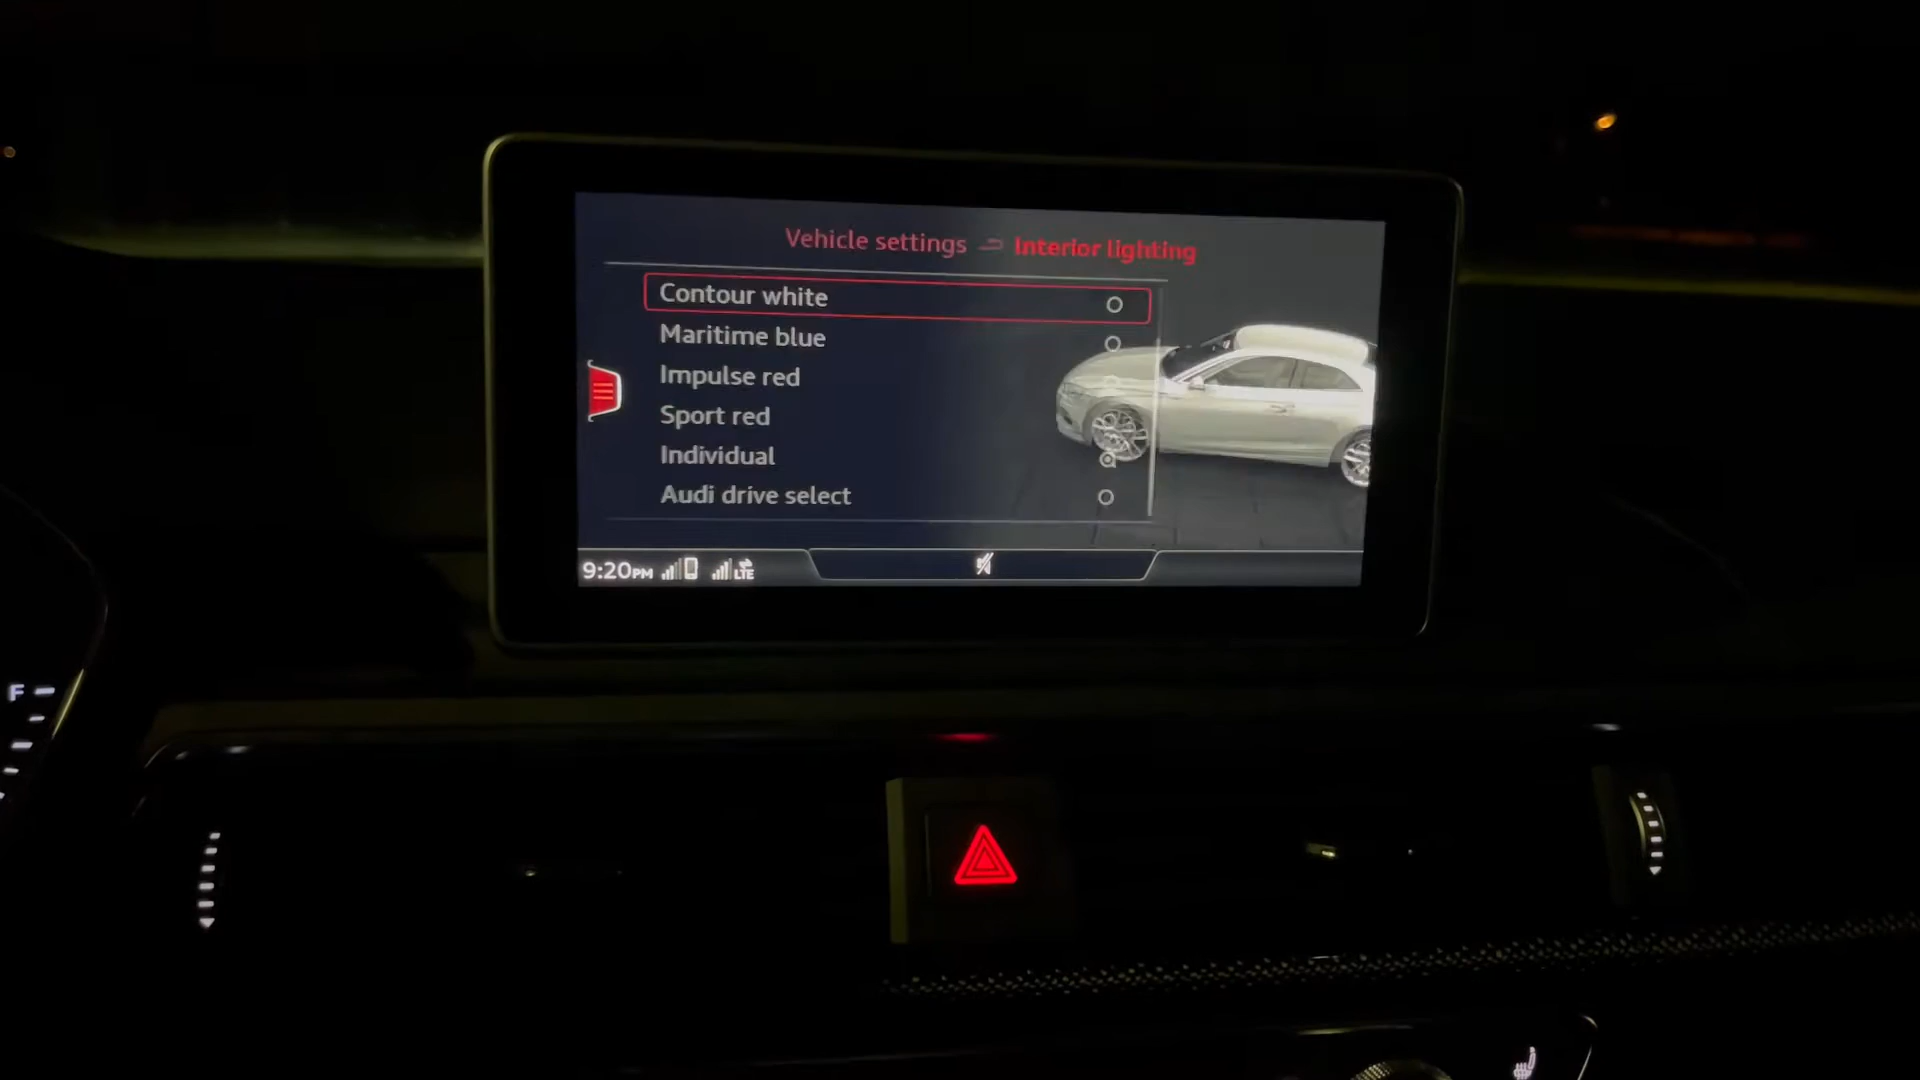 Vehicle settings Interior lighting
Contour white
Maritime blue
Impulse red
Sport red
Individual
Audi drive select
9:20PM LTE
F